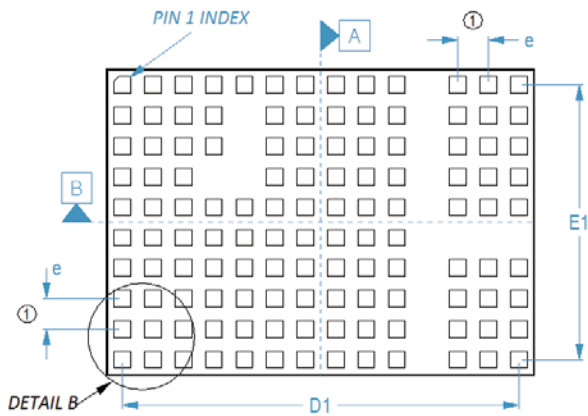 PIN 1 INDEX
A
①
e
B
E1
e
①
DETAIL B
D1